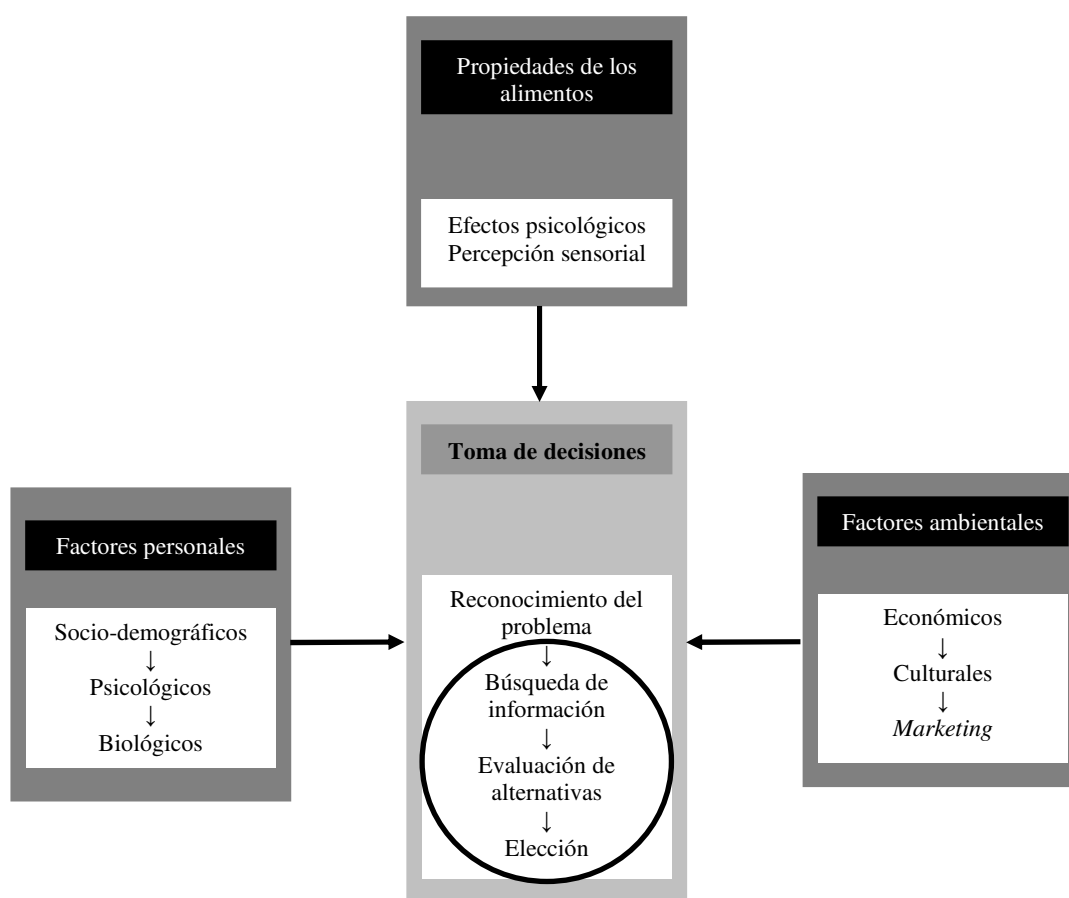 Propiedades de los
alimentos
Efectos psicológicos
Percepción sensorial
Toma de decisiones
Reconocimiento del
problema
↓
Búsqueda de
información
↓
Evaluación de
alternativas
↓
Elección
Factores personales
Socio-demográficos
↓
Psicológicos
↓
Biológicos
Factores ambientales
Económicos
↓
Culturales
↓
Marketing